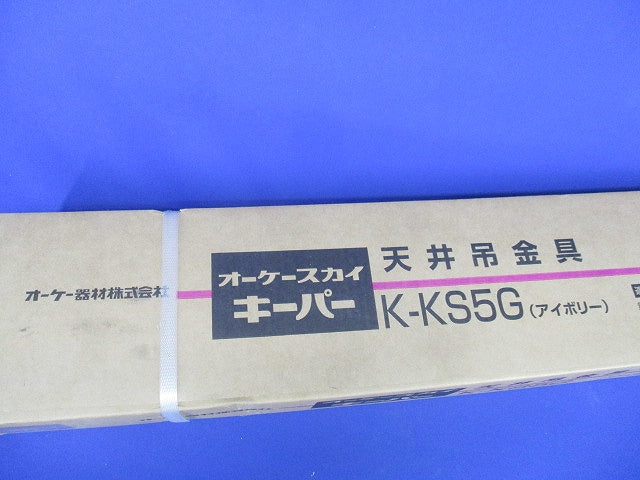 オーケー器材株式会社
オーケースカイ
キーパー
天井吊金具
K-KS5G(アイボリー)